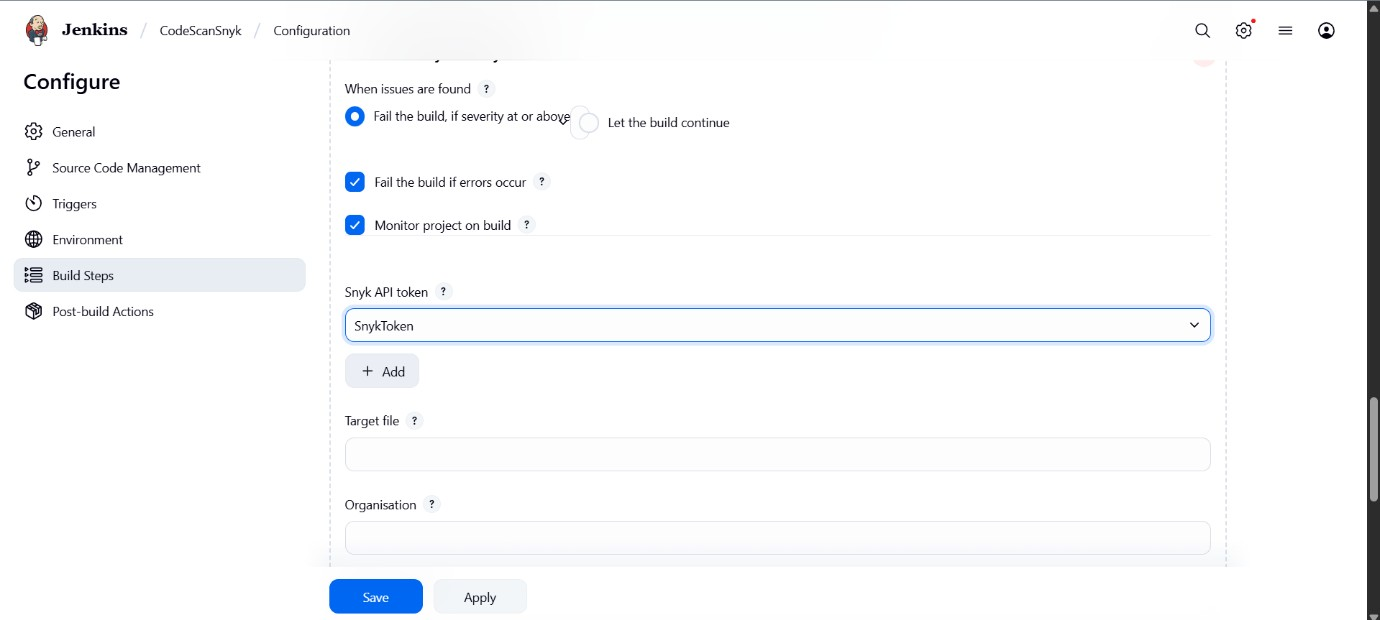 Jenkins / CodeScanSnyk / Configuration
Configure
General
Source Code Management
Triggers
Environment
Build Steps
Post-build Actions
When issues are found ?
Fail the build, if severity at or above
Let the build continue
Fail the build if errors occur ?
Monitor project on build ?
Snyk API token ?
SnykToken
+ Add
Target file ?
Organisation ?
Save
Apply